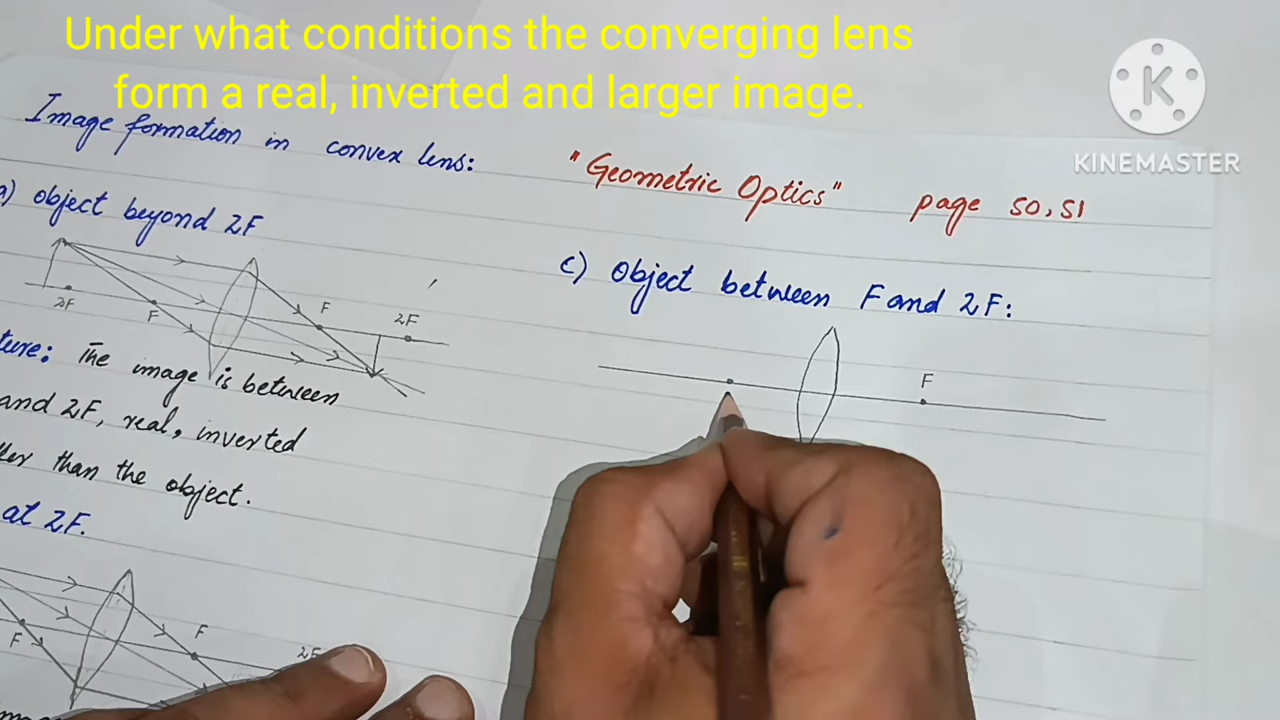 Under what conditions the converging lens
form a real, inverted and larger image.
K
KINEMASTER
Image formation in convex lens:
"Geometric Optics" page 50,51
a) object beyond 2F
2F
F
F
2F
ture: The image is between
and 2F, real, inverted
ller than the object.
at 2F.
F
F
2F
c) Object between F and 2F:
F